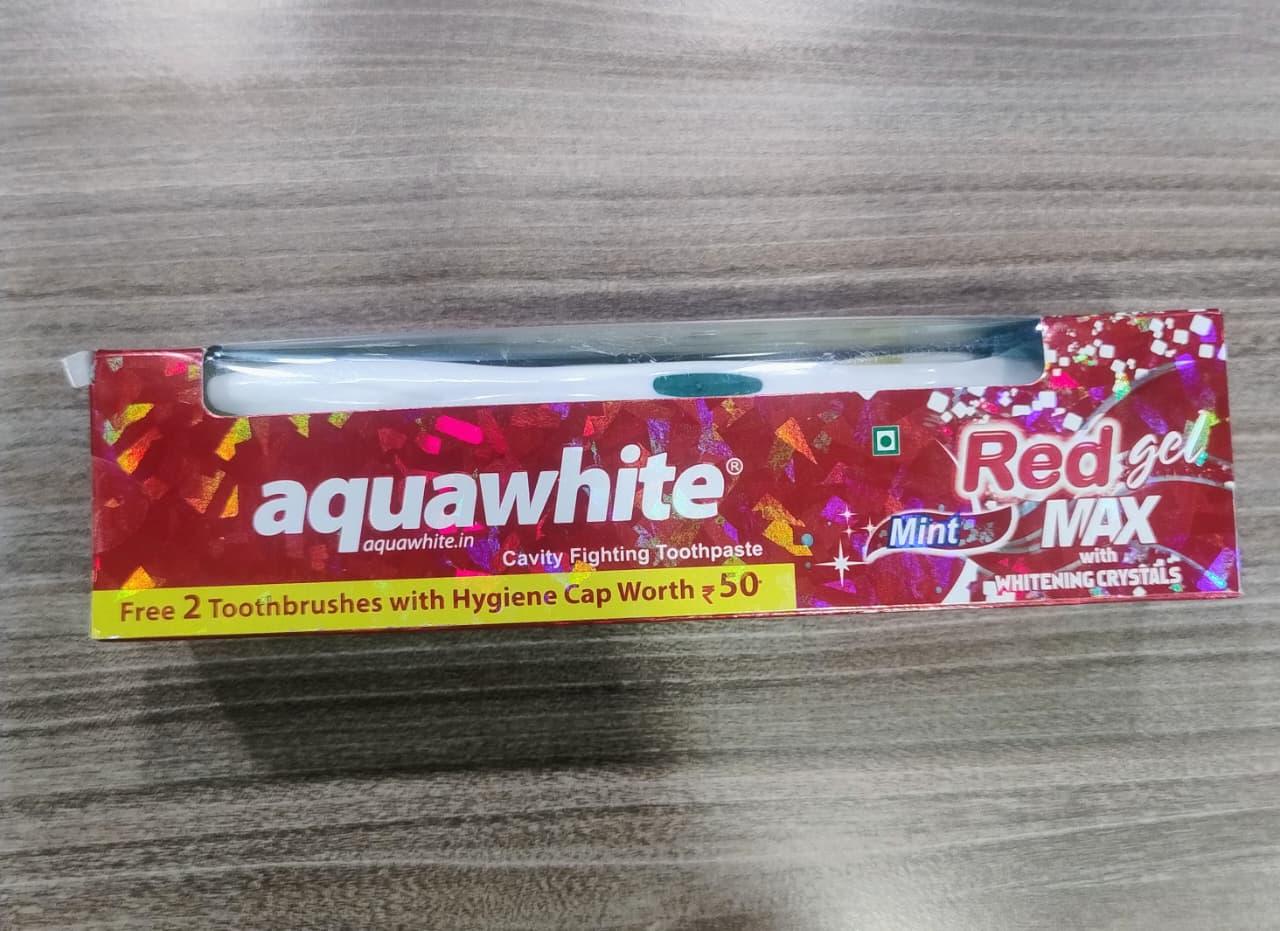 aquawhite®
aquawhite.in
Cavity Fighting Toothpaste
Free 2 Toothbrushes with Hygiene Cap Worth ₹50*
Red gel
Mint MAX
with
WHITENING CRYSTALS